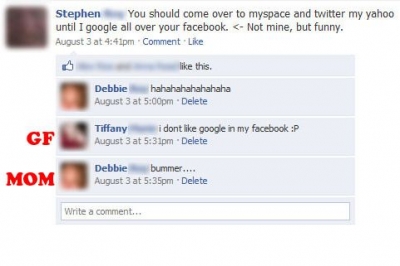 Stephen You should come over to myspace and twitter my yahoo
until I google all over your facebook. <- Not mine, but funny.
August 3 at 4:41pm · Comment · Like
like this.
Debbie hahahahahahahaha
August 3 at 5:00pm · Delete
GF
Tiffany i dont like google in my facebook :P
August 3 at 5:31pm · Delete
MOM
Debbie bummer....
August 3 at 5:35pm · Delete
Write a comment...